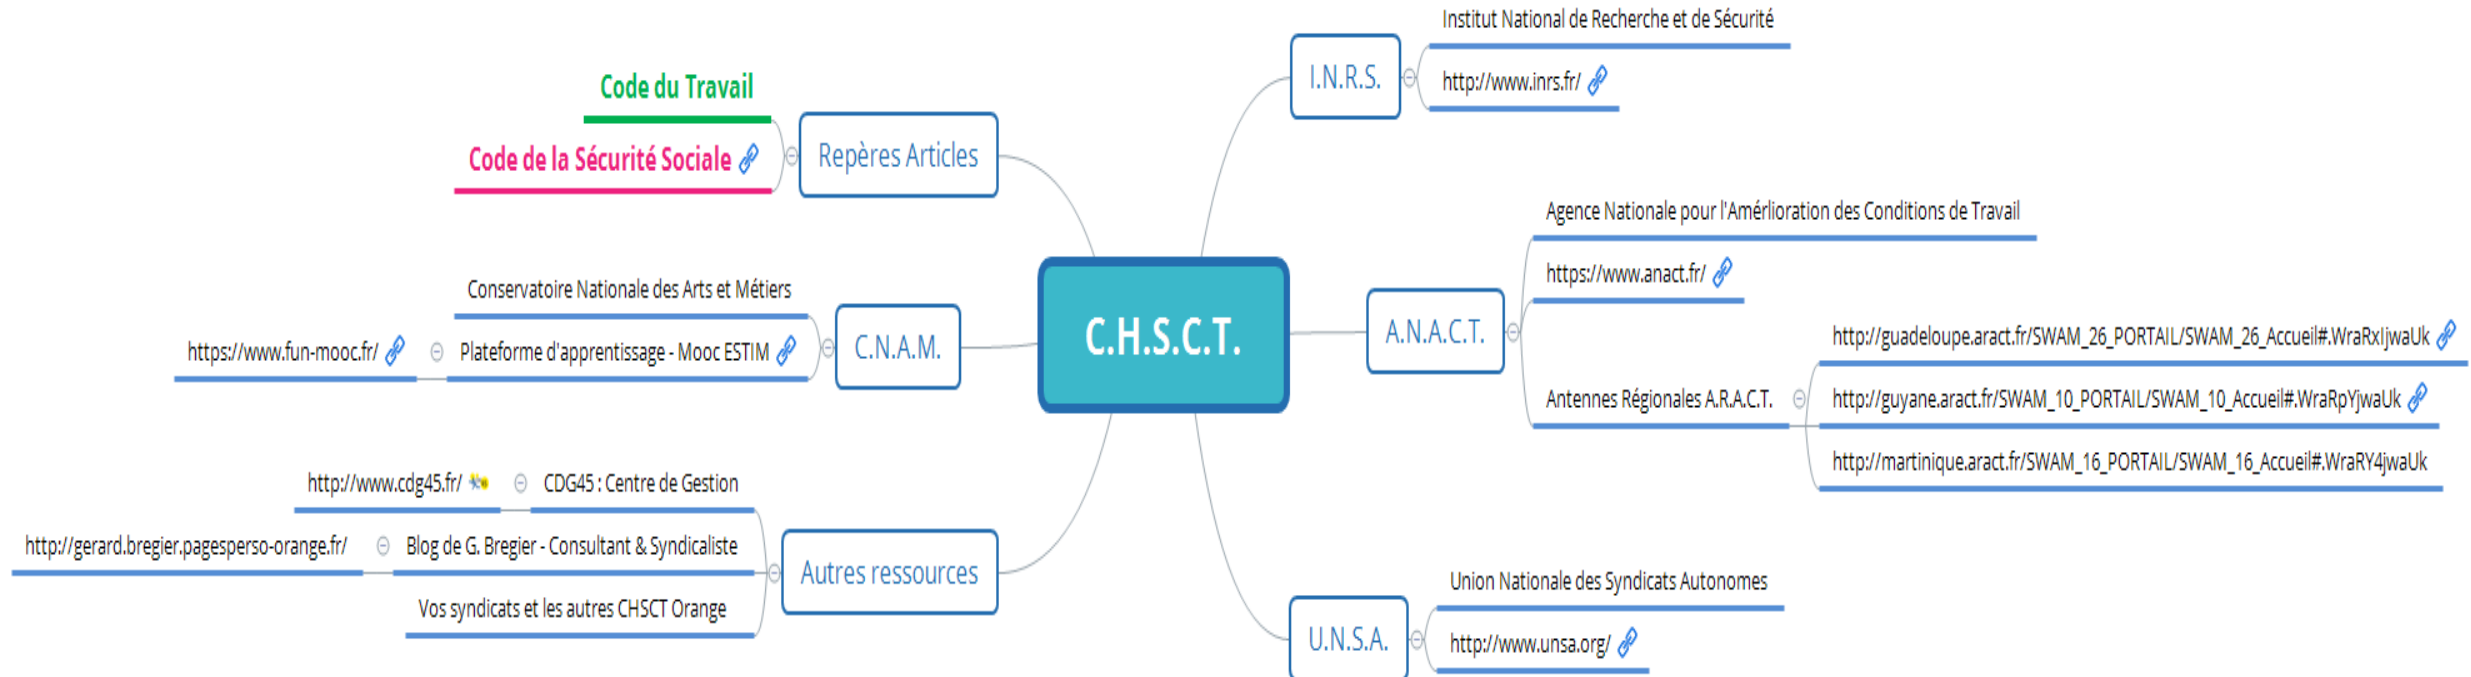 C.H.S.C.T.
I.N.R.S.
Institut National de Recherche et de Sécurité
http://www.inrs.fr/
A.N.A.C.T.
Agence Nationale pour l'Amérlioration des Conditions de Travail
https://www.anact.fr/
Antennes Régionales A.R.A.C.T.
http://guadeloupe.aract.fr/SWAM_26_PORTAIL/SWAM_26_Accueil#.WraRxIjwaUk
http://guyane.aract.fr/SWAM_10_PORTAIL/SWAM_10_Accueil#.WraRpYjwaUk
http://martinique.aract.fr/SWAM_16_PORTAIL/SWAM_16_Accueil#.WraRY4jwaUk
U.N.S.A.
Union Nationale des Syndicats Autonomes
http://www.unsa.org/
Repères Articles
Code du Travail
Code de la Sécurité Sociale
C.N.A.M.
Conservatoire Nationale des Arts et Métiers
Plateforme d'apprentissage - Mooc ESTIM
https://www.fun-mooc.fr/
Autres ressources
CDG45 : Centre de Gestion
http://www.cdg45.fr/
Blog de G. Bregier - Consultant & Syndicaliste
http://gerard.bregier.pagesperso-orange.fr/
Vos syndicats et les autres CHSCT Orange